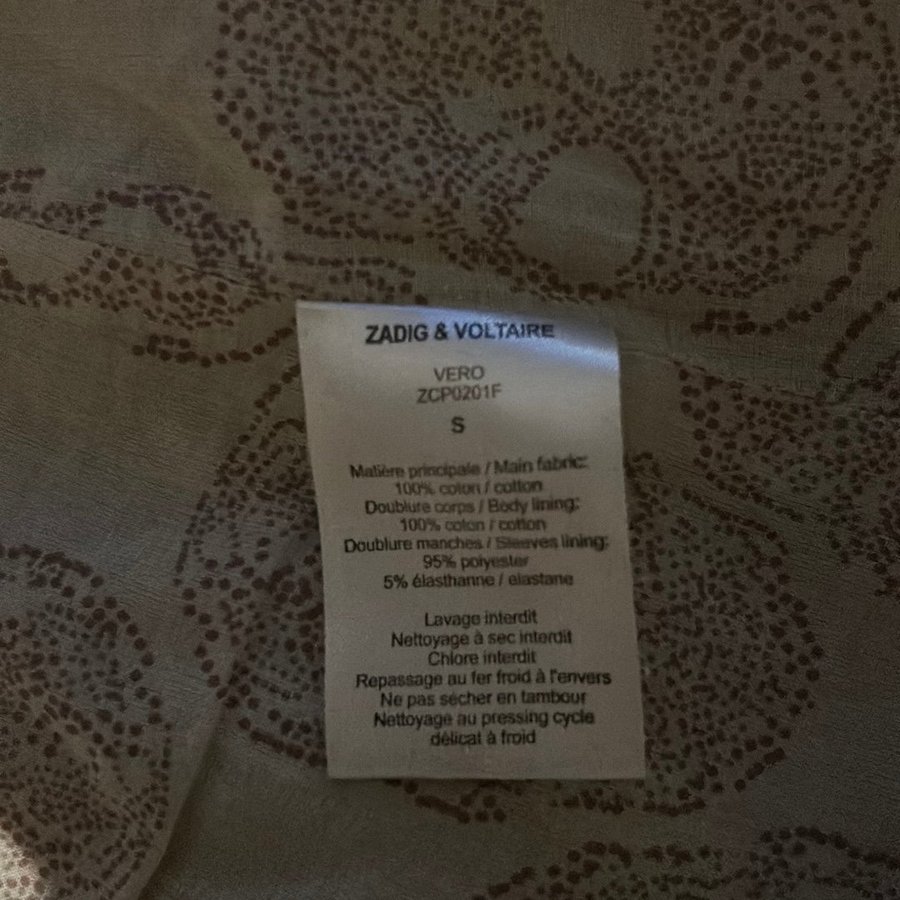 ZADIG & VOLTAIRE
VERO
ZCP0201F
S
Matière principale / Main fabric:
100% coton / cotton
Doublure corps / Body lining:
100% coton / cotton
Doublure manches / Sleeves lining:
95% polyester
5% élasthanne / elastane
Lavage interdit
Nettoyage à sec interdit
Chlore interdit
Repassage au fer froid à l'envers
Ne pas sécher en tambour
Nettoyage au pressing cycle
délicat à froid